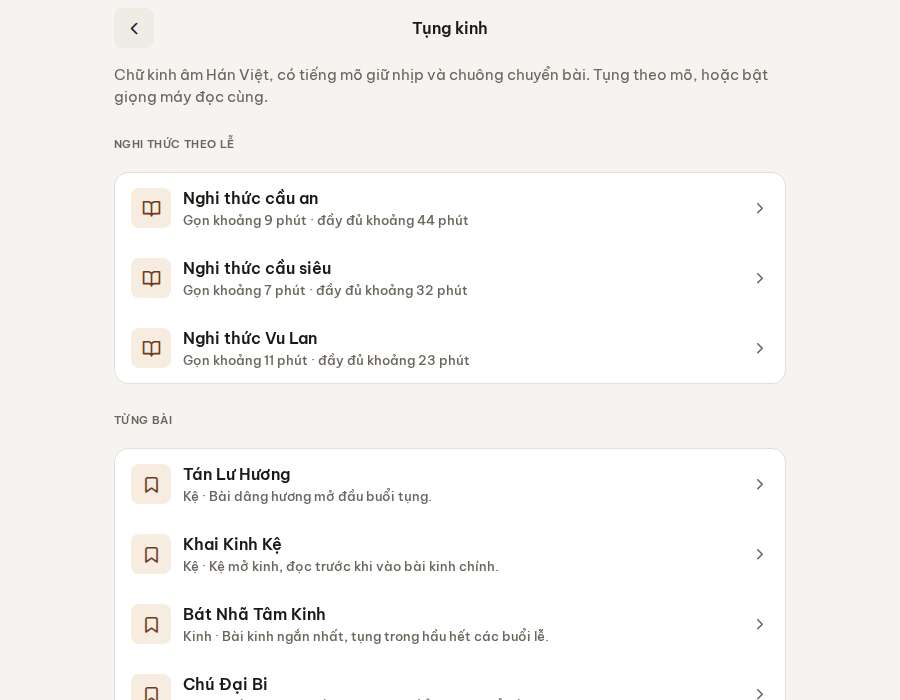 Tụng kinh
Chữ kinh âm Hán Việt, có tiếng mõ giữ nhịp và chuông chuyển bài. Tụng theo mõ, hoặc bật
giọng máy đọc cùng.
NGHI THỨC THEO LỄ
Nghi thức cầu an
Gọn khoảng 9 phút · đầy đủ khoảng 44 phút
Nghi thức cầu siêu
Gọn khoảng 7 phút · đầy đủ khoảng 32 phút
Nghi thức Vu Lan
Gọn khoảng 11 phút · đầy đủ khoảng 23 phút
TỪNG BÀI
Tán Lư Hương
Kệ · Bài dâng hương mở đầu buổi tụng.
Khai Kinh Kệ
Kệ · Kệ mở kinh, đọc trước khi vào bài kinh chính.
Bát Nhã Tâm Kinh
Kinh · Bài kinh ngắn nhất, tụng trong hầu hết các buổi lễ.
Chú Đại Bi